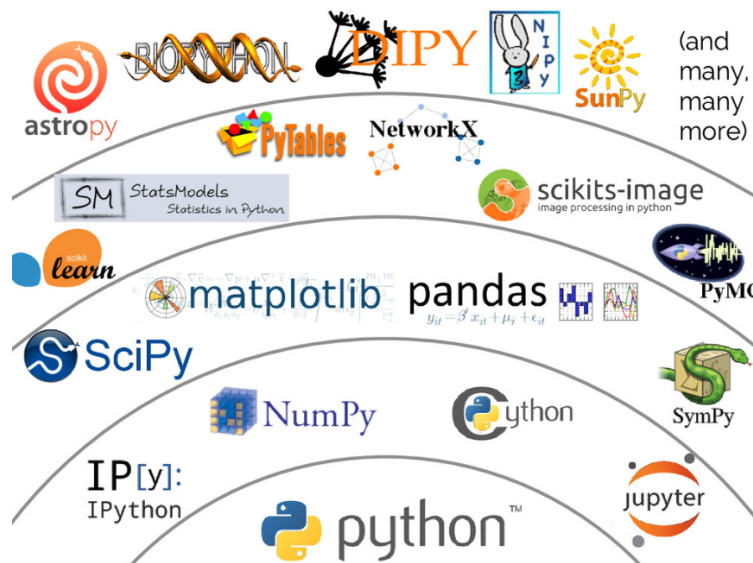 astropy
BIOPYTHON
DIPY
NIPY
SunPy
(and
many,
many
more)
PyTables
NetworkX
SM
StatsModels
Statistics in Python
scikits-image
image processing in python
scikit
learn
matplotlib
pandas
PyMC
SciPy
NumPy
Cython
SymPy
IP[y]:
IPython
python™
jupyter